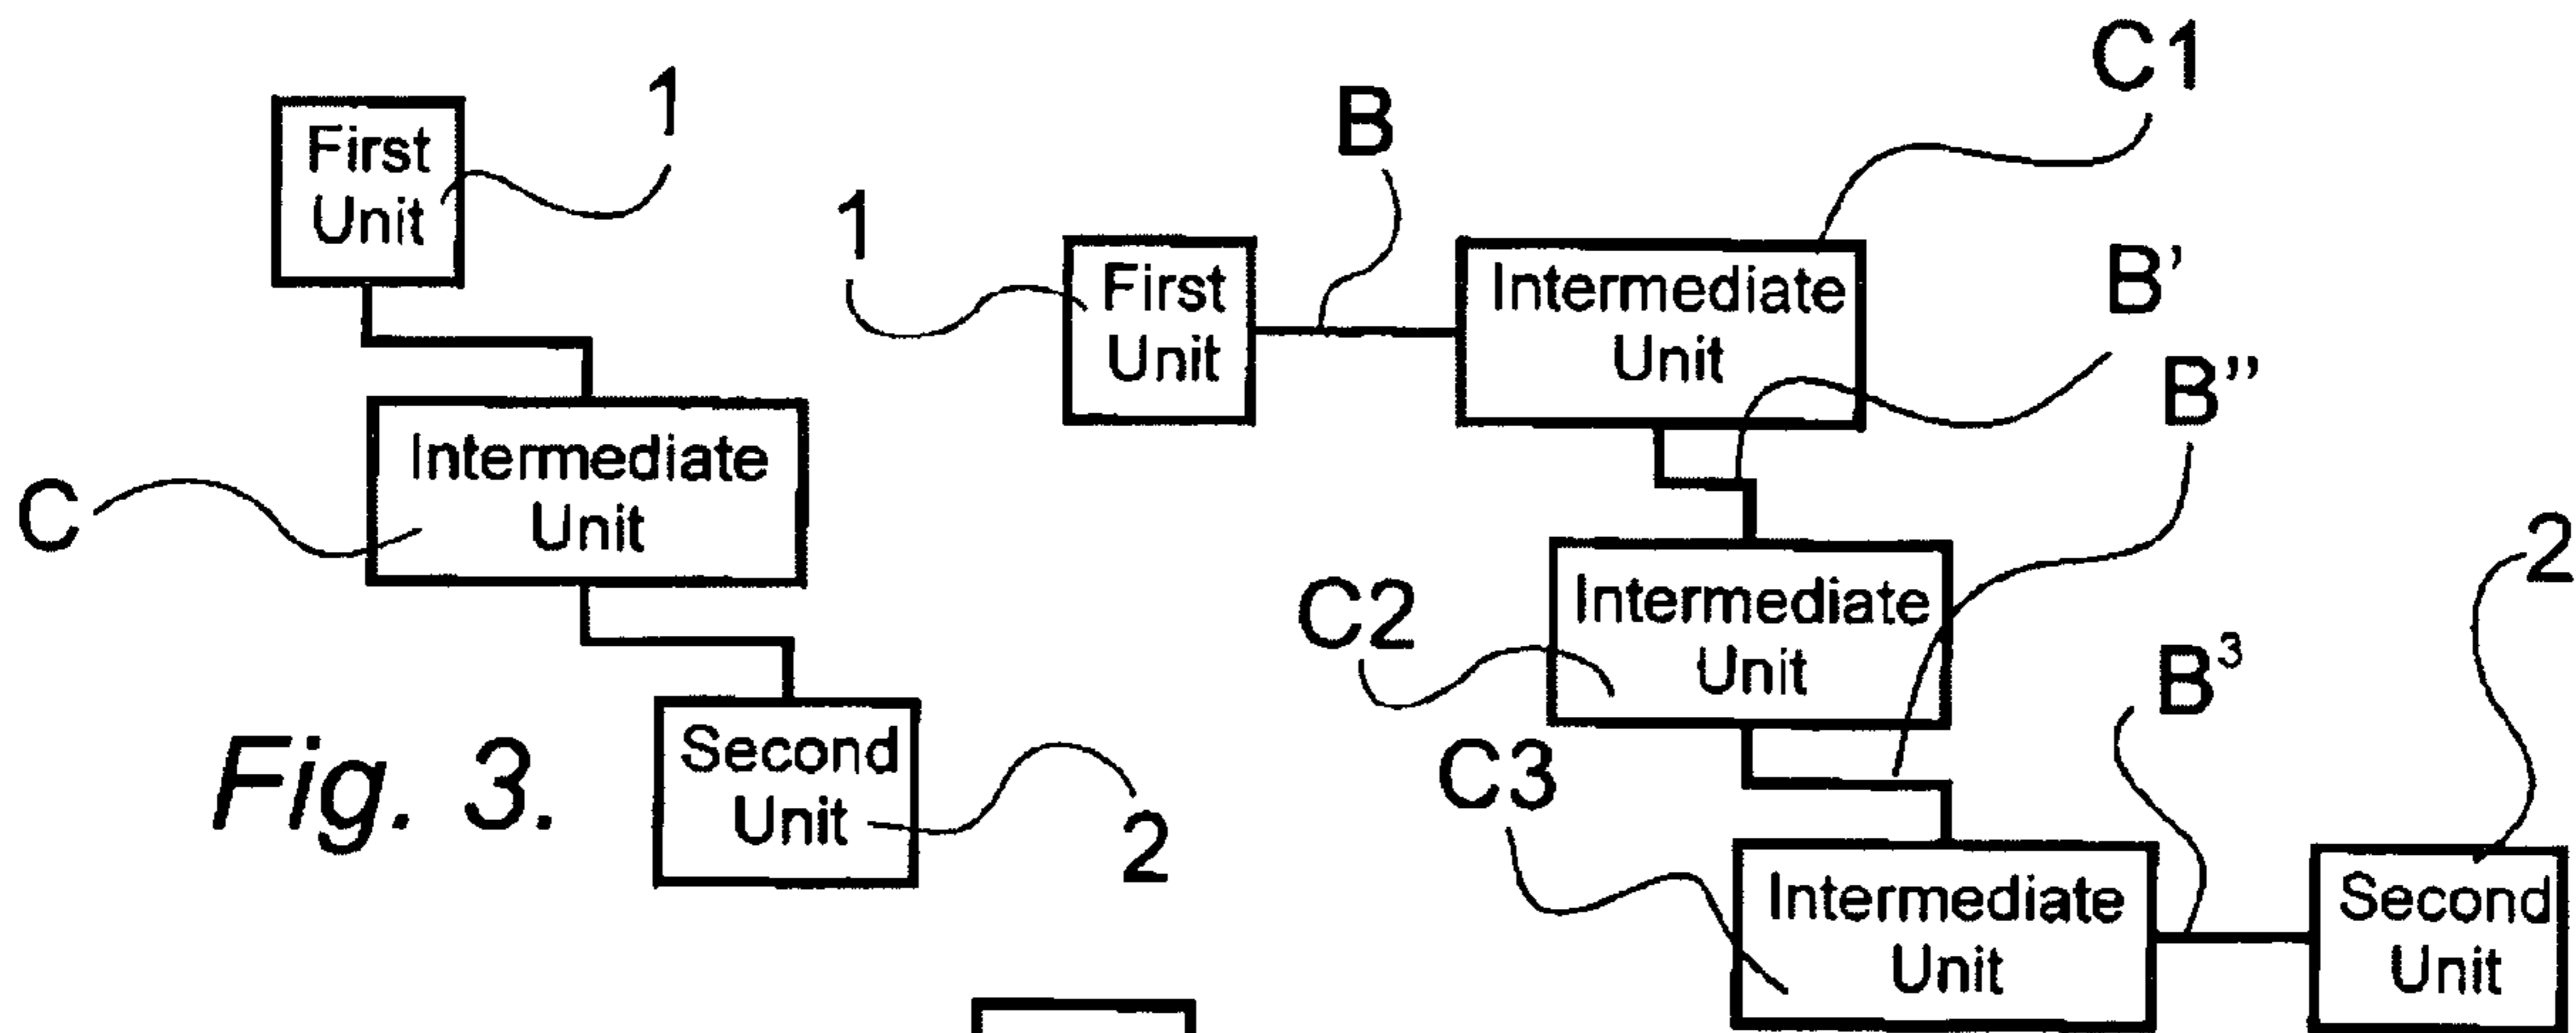 1
First
Unit
C
Intermediate
Unit
Second
Unit
2
Fig. 3.
C1
B
1
First
Unit
Intermediate
Unit
B'
B''
C2
Intermediate
Unit
2
B³
C3
Intermediate
Unit
Second
Unit